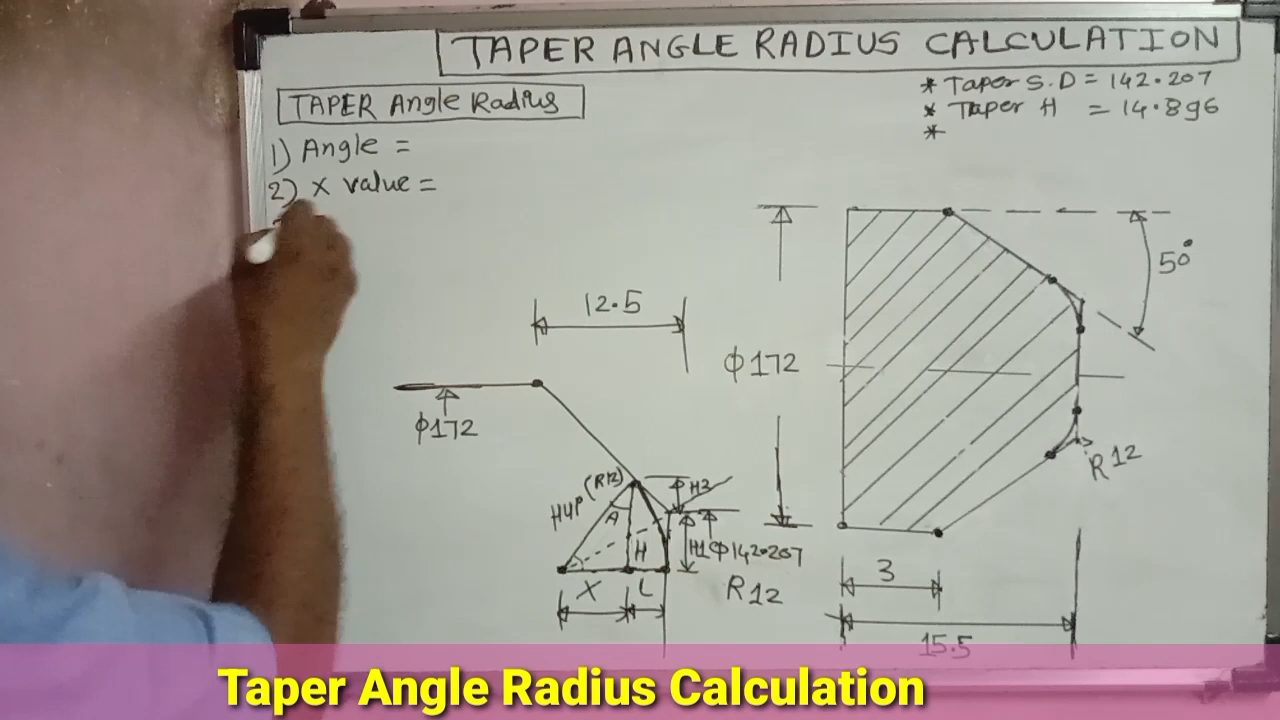 TAPER ANGLE RADIUS CALCULATION
* Taper S.D = 142.207
* Taper H = 14.896
*
TAPER Angle Radius
1) Angle =
2) X value =
50°
12.5
Φ172
Φ172
R12
(R12)
HYP
A
H
H2
H1
Φ142.207
X
L
R12
3
15.5
Taper Angle Radius Calculation